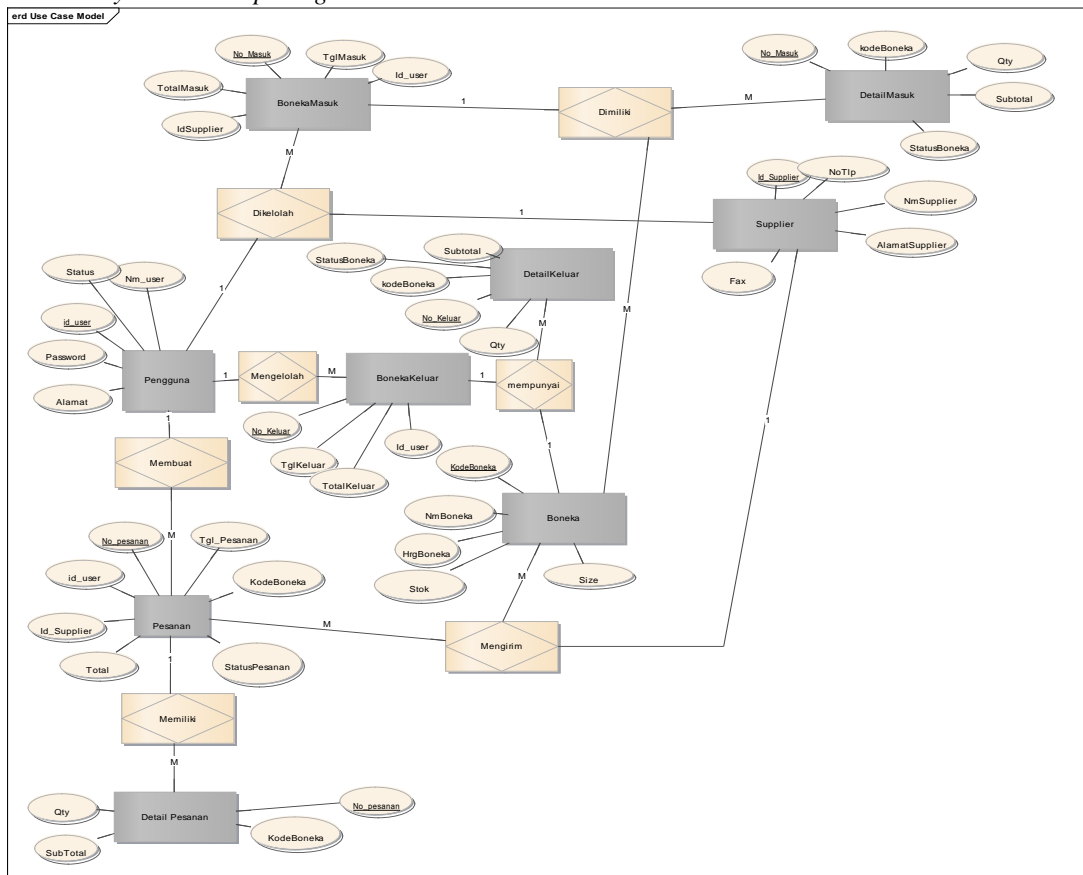 erd Use Case Model
No_Masuk
TglMasuk
Id_user
TotalMasuk
BonekaMasuk
IdSupplier
1
Dimiliki
M
No_Masuk
kodeBoneka
Qty
DetailMasuk
Subtotal
StatusBoneka
M
Dikelolah
1
Id_Supplier
NoTlp
NmSupplier
Supplier
AlamatSupplier
Fax
Subtotal
StatusBoneka
DetailKeluar
kodeBoneka
No_Keluar
Qty
M
M
1
Status
Nm_user
id_user
Password
Pengguna
Alamat
1
Mengelolah
M
BonekaKeluar
1
mempunyai
No_Keluar
TglKeluar
TotalKeluar
Id_user
1
1
Membuat
M
1
KodeBoneka
NmBoneka
Boneka
HrgBoneka
Stok
Size
M
No_pesanan
Tgl_Pesanan
id_user
KodeBoneka
Id_Supplier
Pesanan
Total
StatusPesanan
M
Mengirim
1
Memiliki
M
Qty
Detail Pesanan
No_pesanan
SubTotal
KodeBoneka